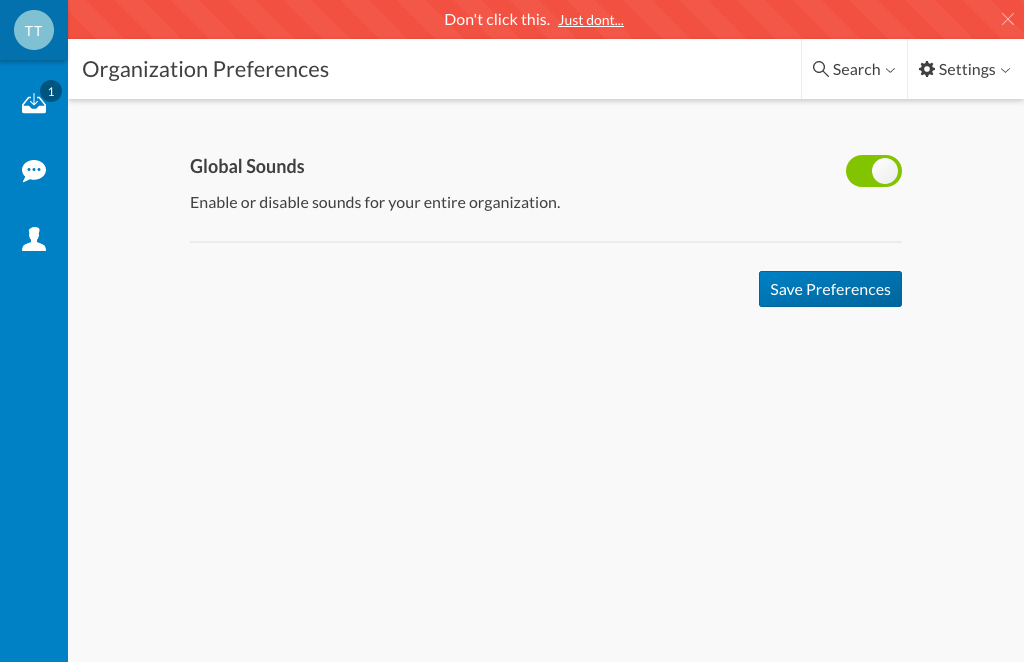 TT
Don't click this. Just dont...
Organization Preferences
Search
Settings
1
Global Sounds
Enable or disable sounds for your entire organization.
Save Preferences